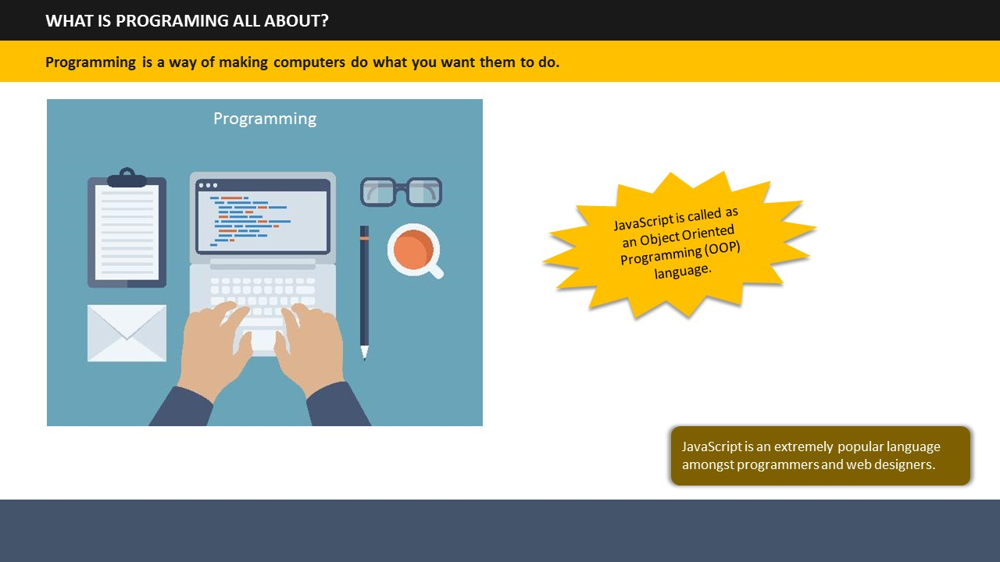 WHAT IS PROGRAMING ALL ABOUT?
Programming is a way of making computers do what you want them to do.
Programming
JavaScript is called as
an Object Oriented
Programming (OOP)
language.
JavaScript is an extremely popular language
amongst programmers and web designers.